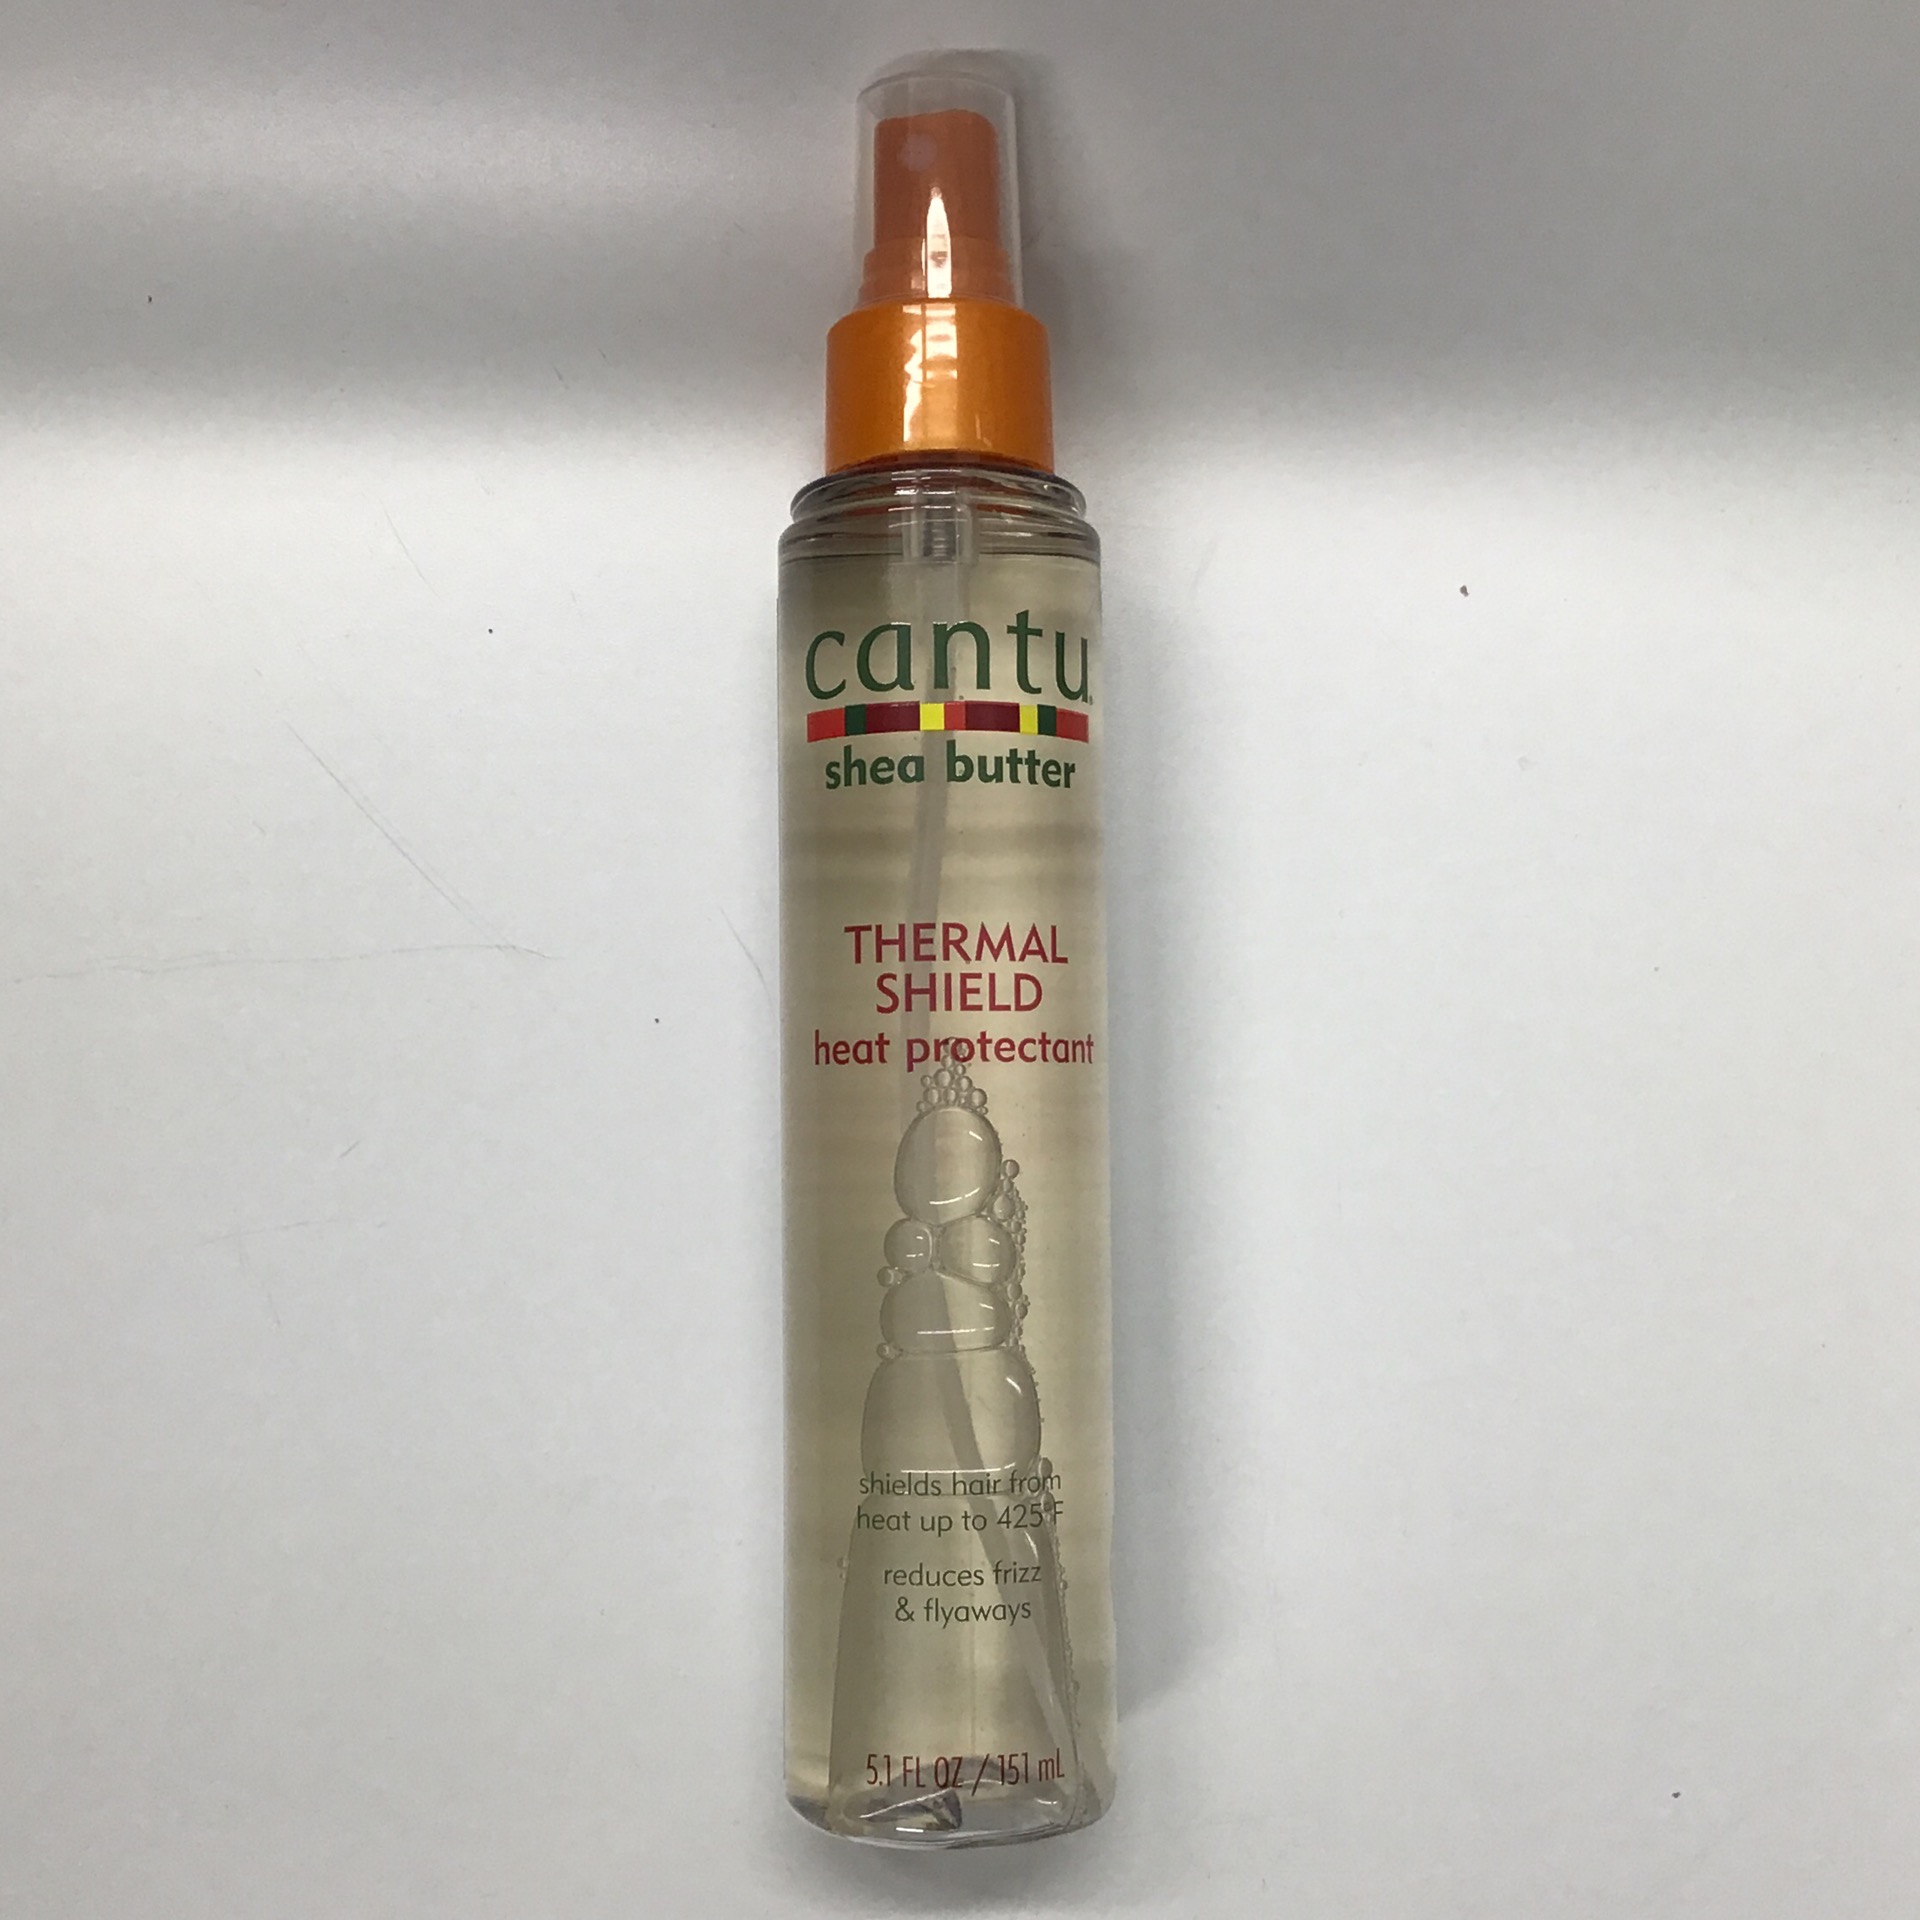 cantu
shea butter
THERMAL
SHIELD
heat protectant
shields hair from
heat up to 425°F
reduces frizz
& flyaways
5.1 FL OZ / 151 mL